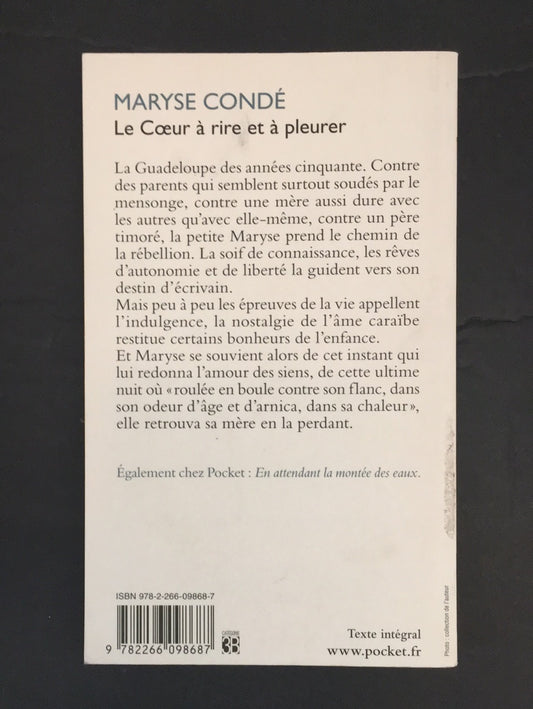 MARYSE CONDÉ
Le Cœur à rire et à pleurer
La Guadeloupe des années cinquante. Contre
des parents qui semblent surtout soudés par le
mensonge, contre une mère aussi dure avec
les autres qu'avec elle-même, contre un père
timoré, la petite Maryse prend le chemin de
la rébellion. La soif de connaissance, les rêves
d'autonomie et de liberté la guident vers son
destin d'écrivain.
Mais peu à peu les épreuves de la vie appellent
l'indulgence, la nostalgie de l'âme caraïbe
restitue certains bonheurs de l'enfance.
Et Maryse se souvient alors de cet instant qui
lui redonna l'amour des siens, de cette ultime
nuit où « roulée en boule contre son flanc, dans
son odeur d'âge et d'arnica, dans sa chaleur »,
elle retrouva sa mère en la perdant.
Également chez Pocket : En attendant la montée des eaux.
ISBN 978-2-266-09868-7
9 782266 098687
CATÉGORIE
3B
Texte intégral
www.pocket.fr
Photo : collection de l'auteur